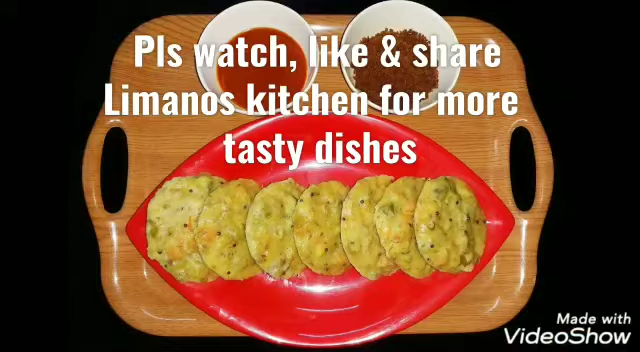 Pls watch, like & share
Limanos kitchen for more
tasty dishes
Made with
VideoShow